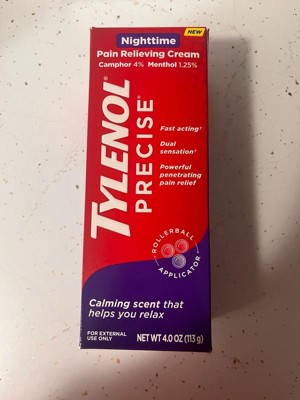 Nighttime
NEW
Pain Relieving Cream
Camphor 4% Menthol 1.25%
TYLENOL®
PRECISE®
Fast acting†
Dual
sensation†
Powerful
penetrating
pain relief
ROLLERBALL
APPLICATOR
Calming scent that
helps you relax
FOR EXTERNAL
USE ONLY
NET WT 4.0 OZ (113 g)